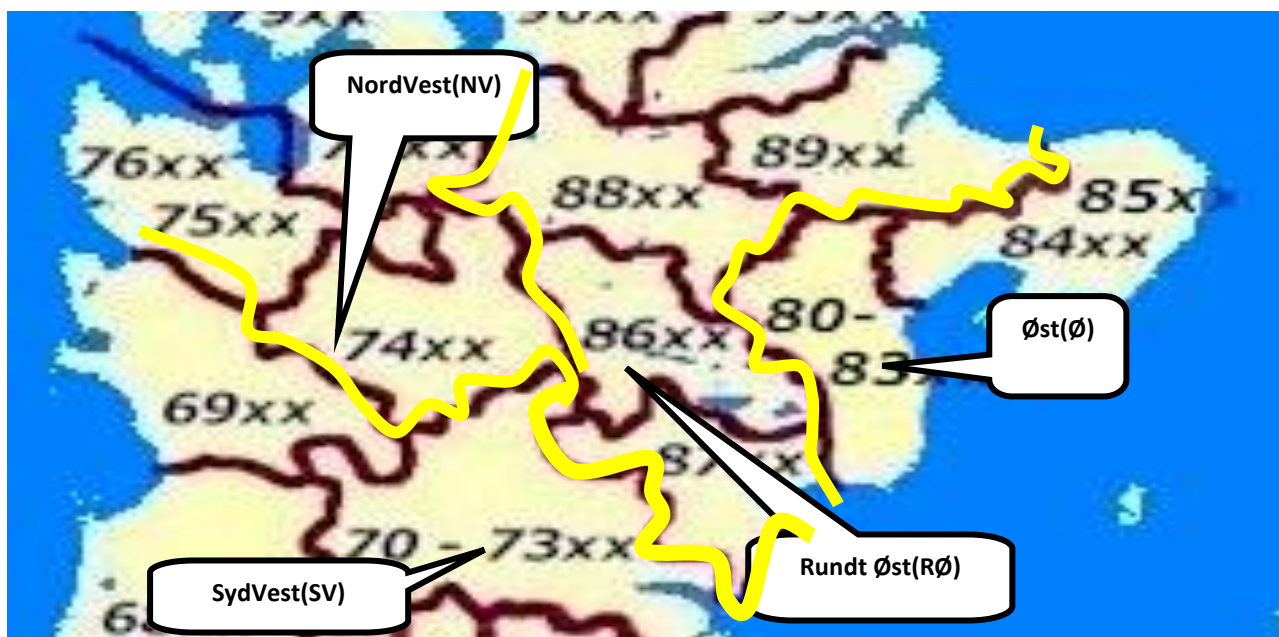 NordVest(NV)
76xx
89xx
75xx
88xx
85x
84xx
80-
Øst(Ø)
74xx
86xx
83
69xx
87xx
70 - 73xx
Rundt Øst(RØ)
SydVest(SV)